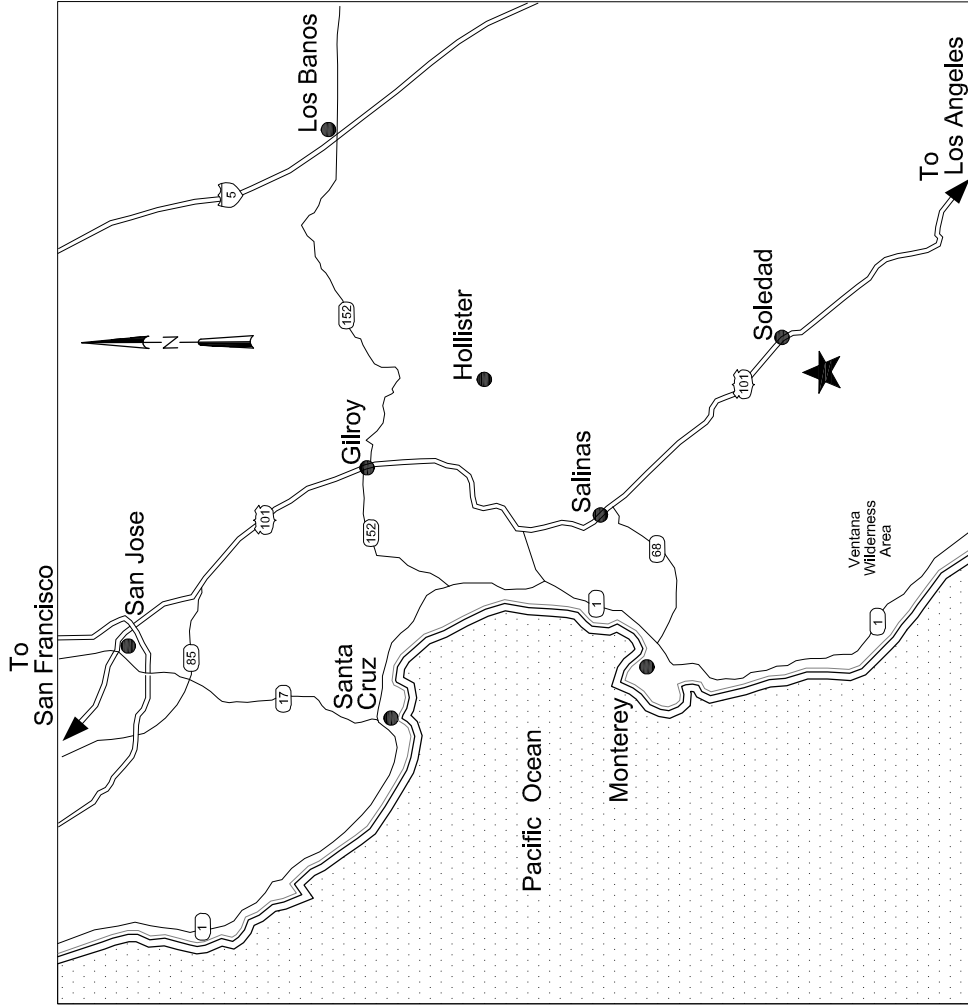 To
San Francisco
San Jose
Los Banos
5
N
101
85
17
152
Gilroy
152
Santa
Cruz
Hollister
1
Pacific Ocean
Salinas
1
68
Monterey
101
Soledad
Ventana
Wilderness
Area
1
To
Los Angeles